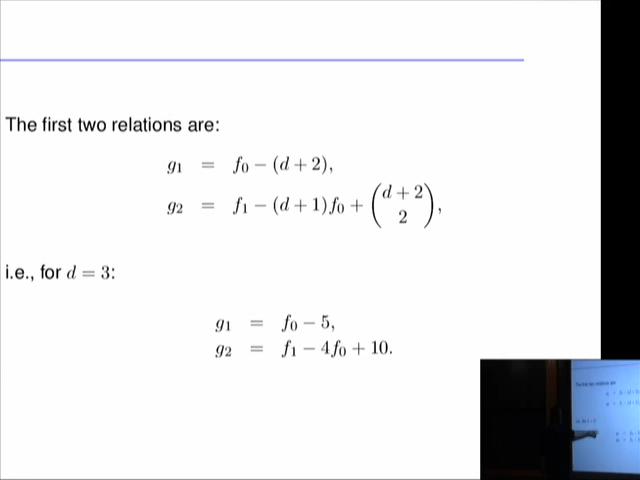 The first two relations are:
g₁ = f₀ − (d + 2),
g₂ = f₁ − (d + 1)f₀ + \binom{d + 2}{2},
i.e., for d = 3:
g₁ = f₀ − 5,
g₂ = f₁ − 4f₀ + 10.